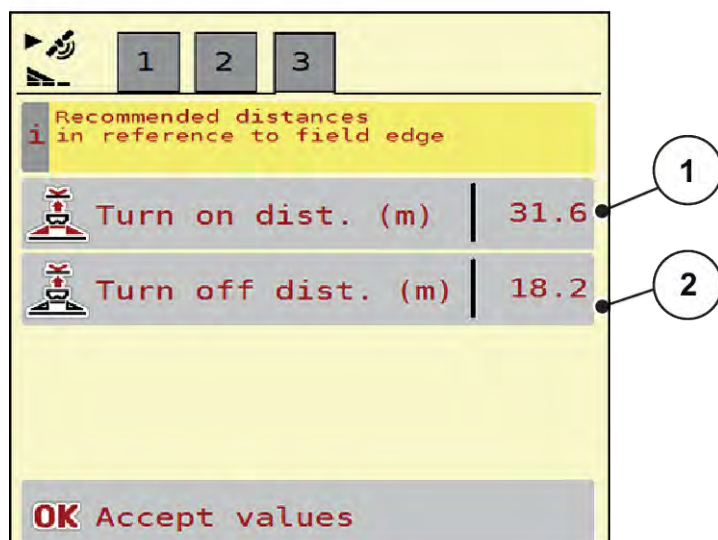 1 2 3
i Recommended distances
in reference to field edge
Turn on dist. (m) 31.6
1
Turn off dist. (m) 18.2
2
OK Accept values